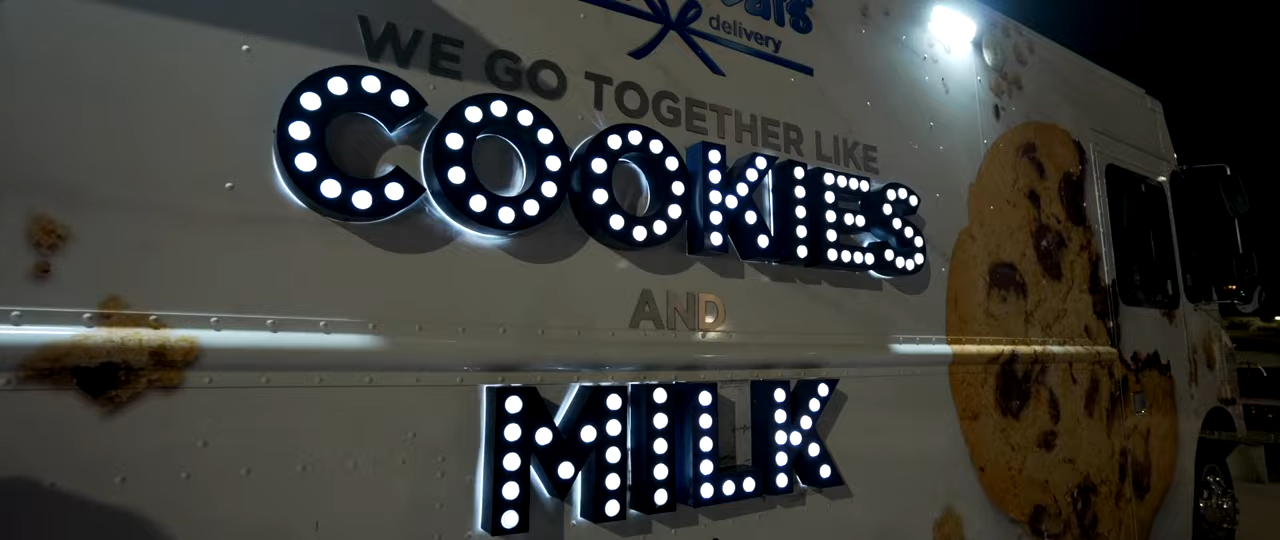 delivery
WE GO TOGETHER LIKE
COOKIES
AND
MILK